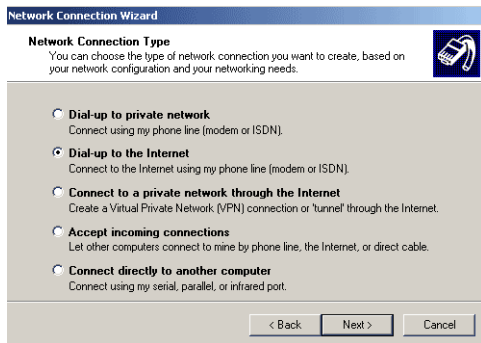 Network Connection Wizard
Network Connection Type
You can choose the type of network connection you want to create, based on
your network configuration and your networking needs.
Dial-up to private network
Connect using my phone line (modem or ISDN).
Dial-up to the Internet
Connect to the Internet using my phone line (modem or ISDN).
Connect to a private network through the Internet
Create a Virtual Private Network (VPN) connection or 'tunnel' through the Internet.
Accept incoming connections
Let other computers connect to mine by phone line, the Internet, or direct cable.
Connect directly to another computer
Connect using my serial, parallel, or infrared port.
< Back Next > Cancel